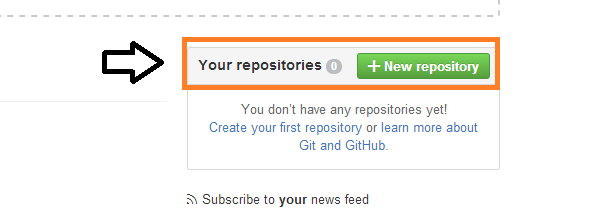 Your repositories 0 + New repository
You don't have any repositories yet!
Create your first repository or learn more about
Git and GitHub.
Subscribe to your news feed